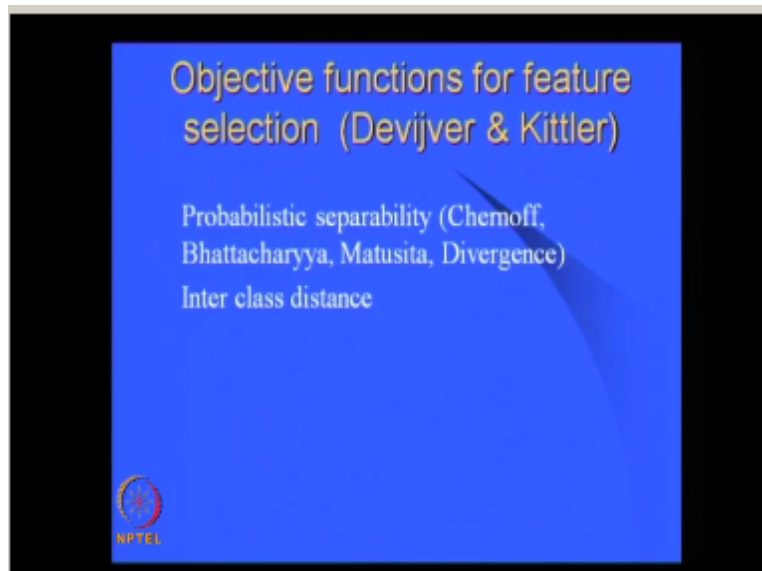 Objective functions for feature
selection (Devijver & Kittler)
Probabilistic separability (Chernoff,
Bhattacharyya, Matusita, Divergence)
Inter class distance
NPTEL